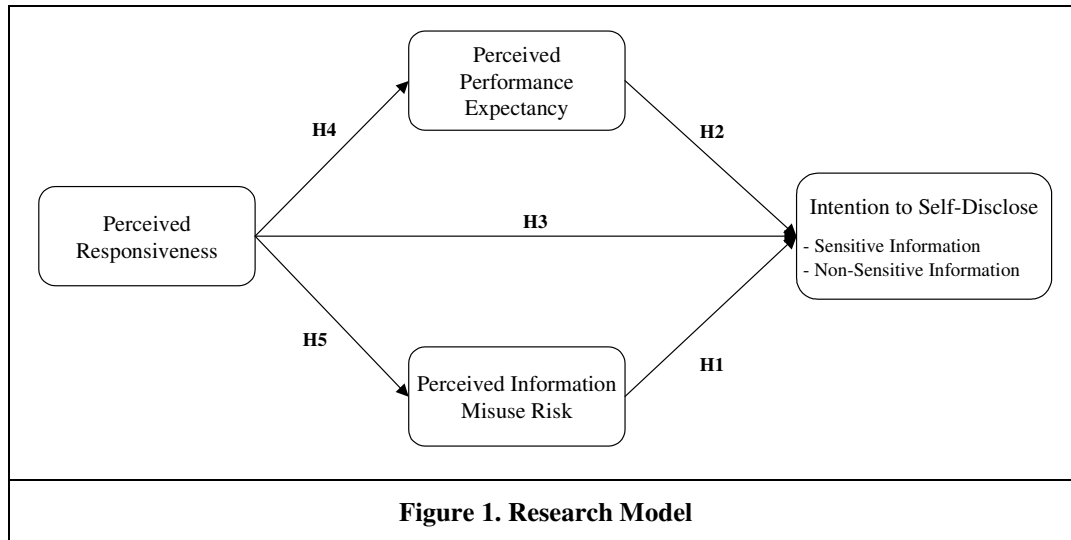 Perceived
Performance
Expectancy
H4
H2
Perceived
Responsiveness
H3
Intention to Self-Disclose
- Sensitive Information
- Non-Sensitive Information
H5
H1
Perceived Information
Misuse Risk
Figure 1. Research Model